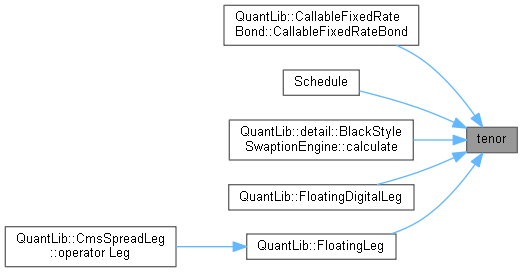 QuantLib::CallableFixedRate
Bond::CallableFixedRateBond
Schedule
QuantLib::detail::BlackStyle
SwaptionEngine::calculate
tenor
QuantLib::FloatingDigitalLeg
QuantLib::CmsSpreadLeg
::operator Leg
QuantLib::FloatingLeg